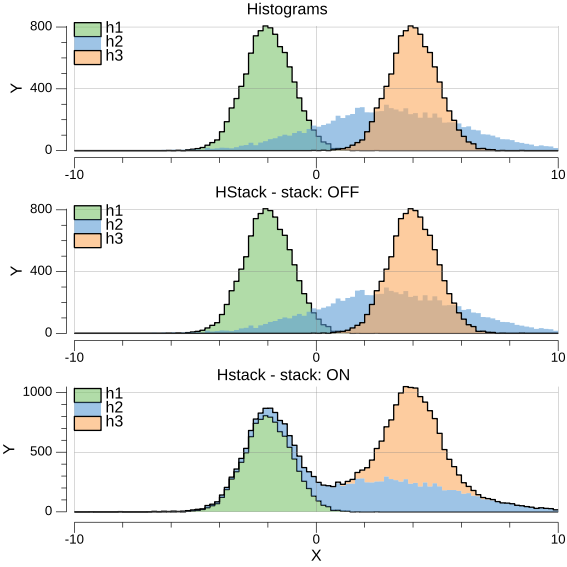 Histograms
h1
h2
h3
Y
800
400
0
-10
0
10
HStack - stack: OFF
h1
h2
h3
Y
800
400
0
-10
0
10
Hstack - stack: ON
h1
h2
h3
Y
1000
500
0
-10
0
10
X